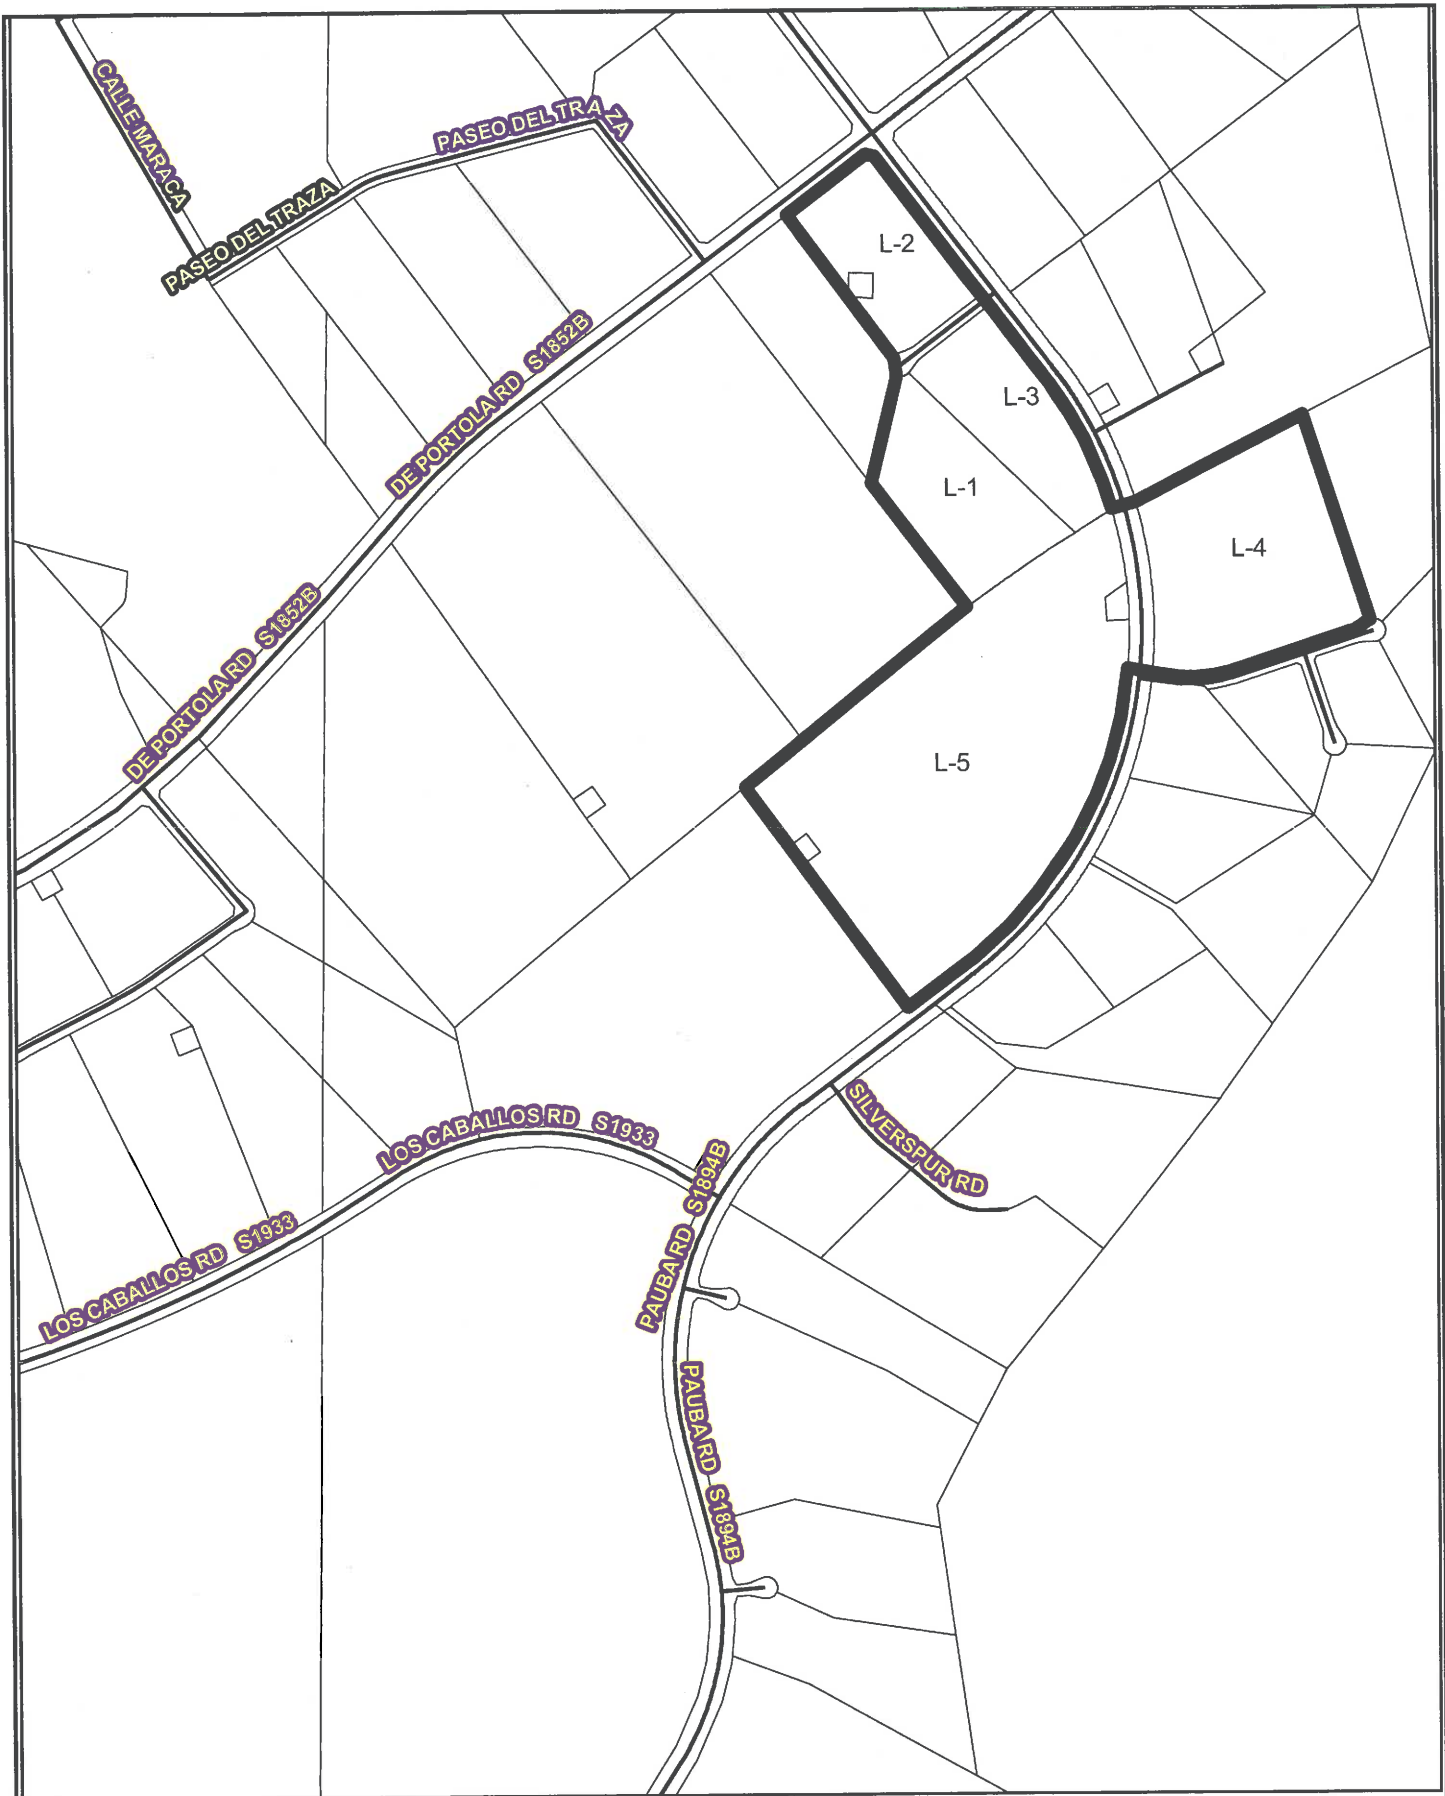 CALLE MARACA
PASEO DEL TRAZA
PASEO DEL TRAZA
L-2
DE PORTOLA RD S1852B
L-3
L-1
L-4
DE PORTOLA RD S1852B
L-5
SILVERSPUR RD
LOS CABALLOS RD S1933
PAUBA RD S1894B
LOS CABALLOS RD S1933
PAUBA RD S1894B